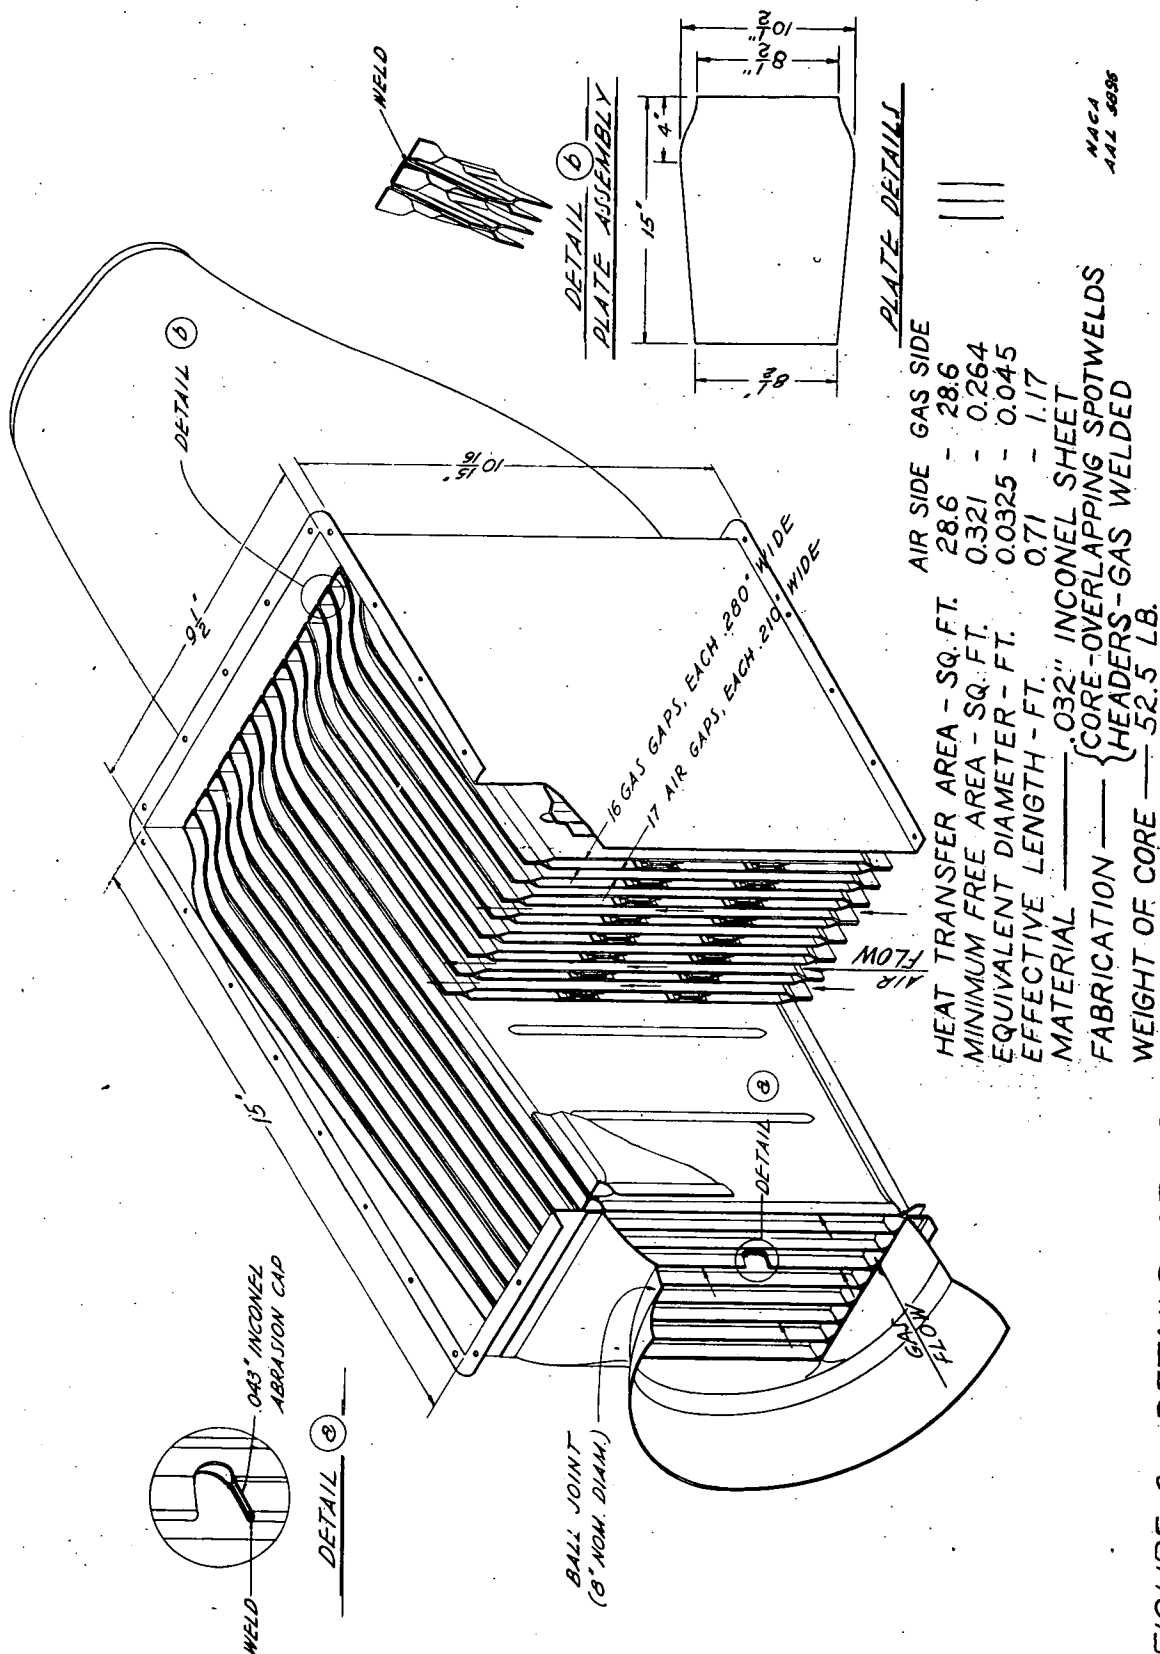 WELD
.043" INCONEL
ABRASION CAP
DETAIL a
BALL JOINT
(8" NOM. DIAM.)
15"
9 1/2"
DETAIL b
10 15/16"
WELD
DETAIL b
PLATE ASSEMBLY
15"
4"
8 1/2"
8 1/2"
10 1/2"
PLATE DETAILS
16 GAS GAPS, EACH .280" WIDE
17 AIR GAPS, EACH .210" WIDE
AIR
FLOW
DETAIL a
GAS
FLOW
AIR SIDE GAS SIDE
HEAT TRANSFER AREA - SQ. FT. 28.6 - 28.6
MINIMUM FREE AREA - SQ. FT. 0.321 - 0.264
EQUIVALENT DIAMETER - FT. 0.0325 - 0.045
EFFECTIVE LENGTH - FT. 0.71 - 1.17
MATERIAL .032" INCONEL SHEET
FABRICATION { CORE-OVERLAPPING SPOTWELDS
HEADERS-GAS WELDED
WEIGHT OF CORE 52.5 LB.
NACA